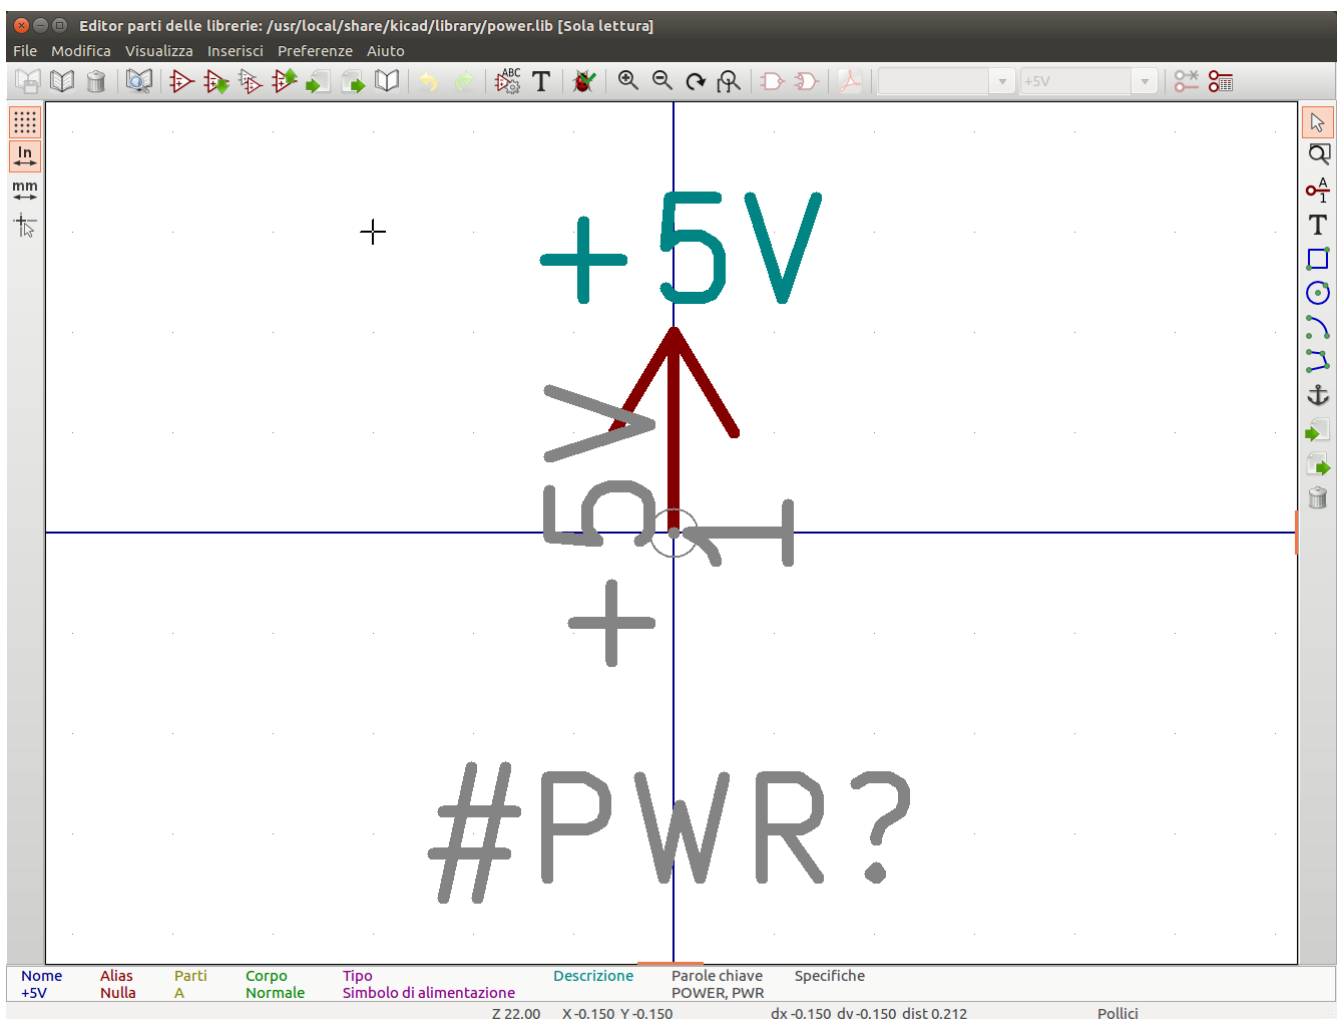 Editor parti delle librerie: /usr/local/share/kicad/library/power.lib [Sola lettura]
File Modifica Visualizza Inserisci Preferenze Aiuto
ABC
T
+5V
In
mm
A
1
T
+5V
+5V
1
#PWR?
Nome Alias Parti Corpo Tipo Descrizione Parole chiave Specifiche
+5V Nulla A Normale Simbolo di alimentazione POWER, PWR
Z 22.00 X -0.150 Y -0.150 dx -0.150 dy -0.150 dist 0.212 Pollici